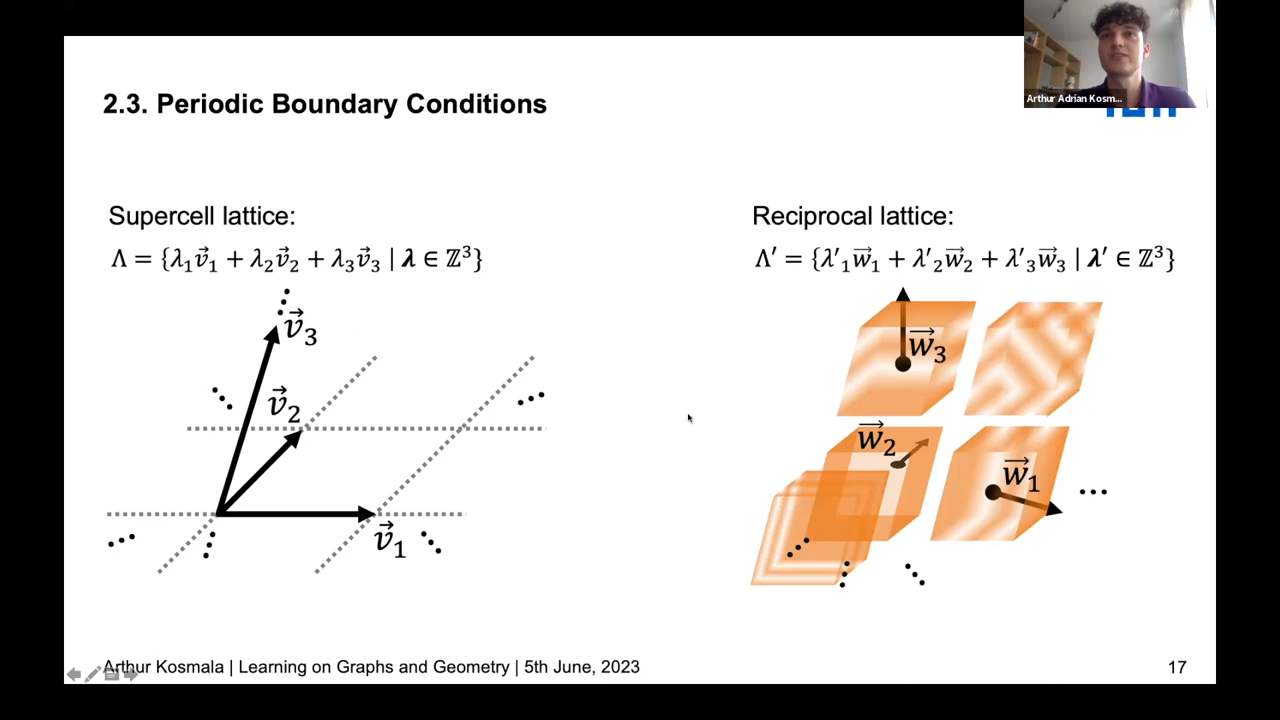 Arthur Adrian Kosm...
2.3. Periodic Boundary Conditions
Supercell lattice:
Λ = {λ₁v⃗₁ + λ₂v⃗₂ + λ₃v⃗₃ | λ ∈ ℤ³}
v⃗₃
v⃗₂
v⃗₁
Reciprocal lattice:
Λ′ = {λ′₁w⃗₁ + λ′₂w⃗₂ + λ′₃w⃗₃ | λ′ ∈ ℤ³}
w⃗₃
w⃗₂
w⃗₁
...
Arthur Kosmala | Learning on Graphs and Geometry | 5th June, 2023
17